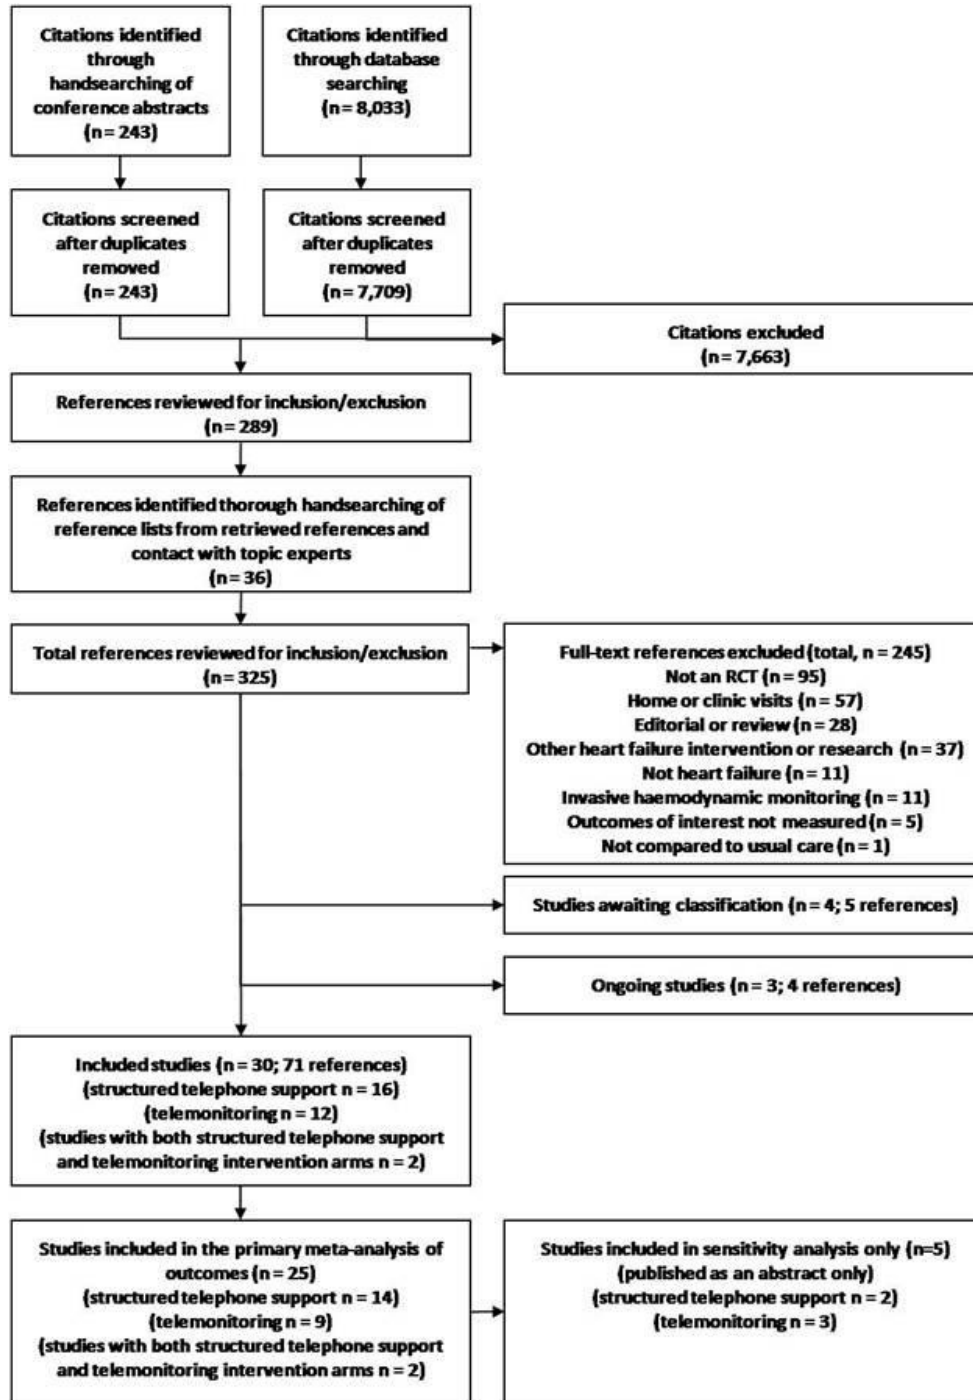 Citations identified
through
handsearching of
conference abstracts
(n = 243)
Citations identified
through database
searching
(n = 8,033)
Citations screened
after duplicates
removed
(n = 243)
Citations screened
after duplicates
removed
(n = 7,709)
Citations excluded
(n = 7,663)
References reviewed for inclusion/exclusion
(n = 289)
References identified thorough handsearching of
reference lists from retrieved references and
contact with topic experts
(n = 36)
Total references reviewed for inclusion/exclusion
(n = 325)
Full-text references excluded (total, n = 245)
Not an RCT (n = 95)
Home or clinic visits (n = 57)
Editorial or review (n = 28)
Other heart failure intervention or research (n = 37)
Not heart failure (n = 11)
Invasive haemodynamic monitoring (n = 11)
Outcomes of interest not measured (n = 5)
Not compared to usual care (n = 1)
Studies awaiting classification (n = 4; 5 references)
Ongoing studies (n = 3; 4 references)
Included studies (n = 30; 71 references)
(structured telephone support n = 16)
(telemonitoring n = 12)
(studies with both structured telephone support
and telemonitoring intervention arms n = 2)
Studies included in the primary meta-analysis of
outcomes (n = 25)
(structured telephone support n = 14)
(telemonitoring n = 9)
(studies with both structured telephone support
and telemonitoring intervention arms n = 2)
Studies included in sensitivity analysis only (n=5)
(published as an abstract only)
(structured telephone support n = 2)
(telemonitoring n = 3)